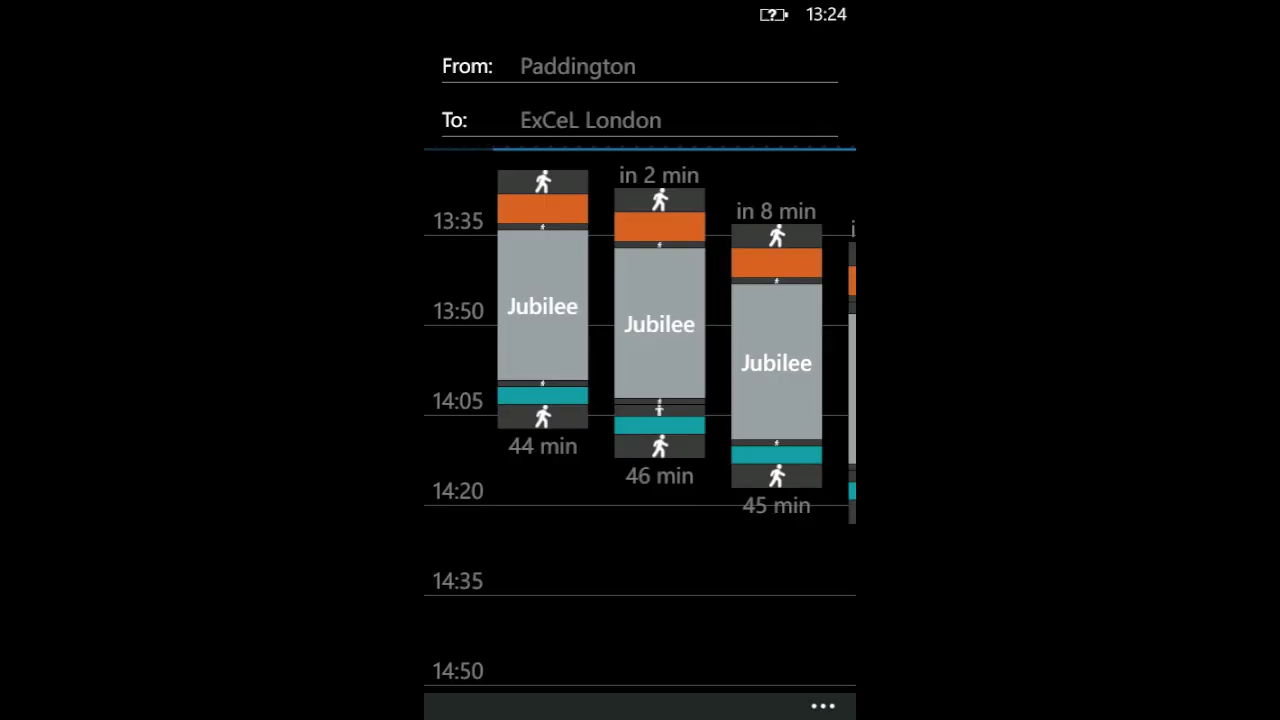 13:24
From: Paddington
To: ExCeL London
in 2 min
in 8 min
13:35
13:50
14:05
14:20
14:35
14:50
Jubilee
Jubilee
Jubilee
44 min
46 min
45 min